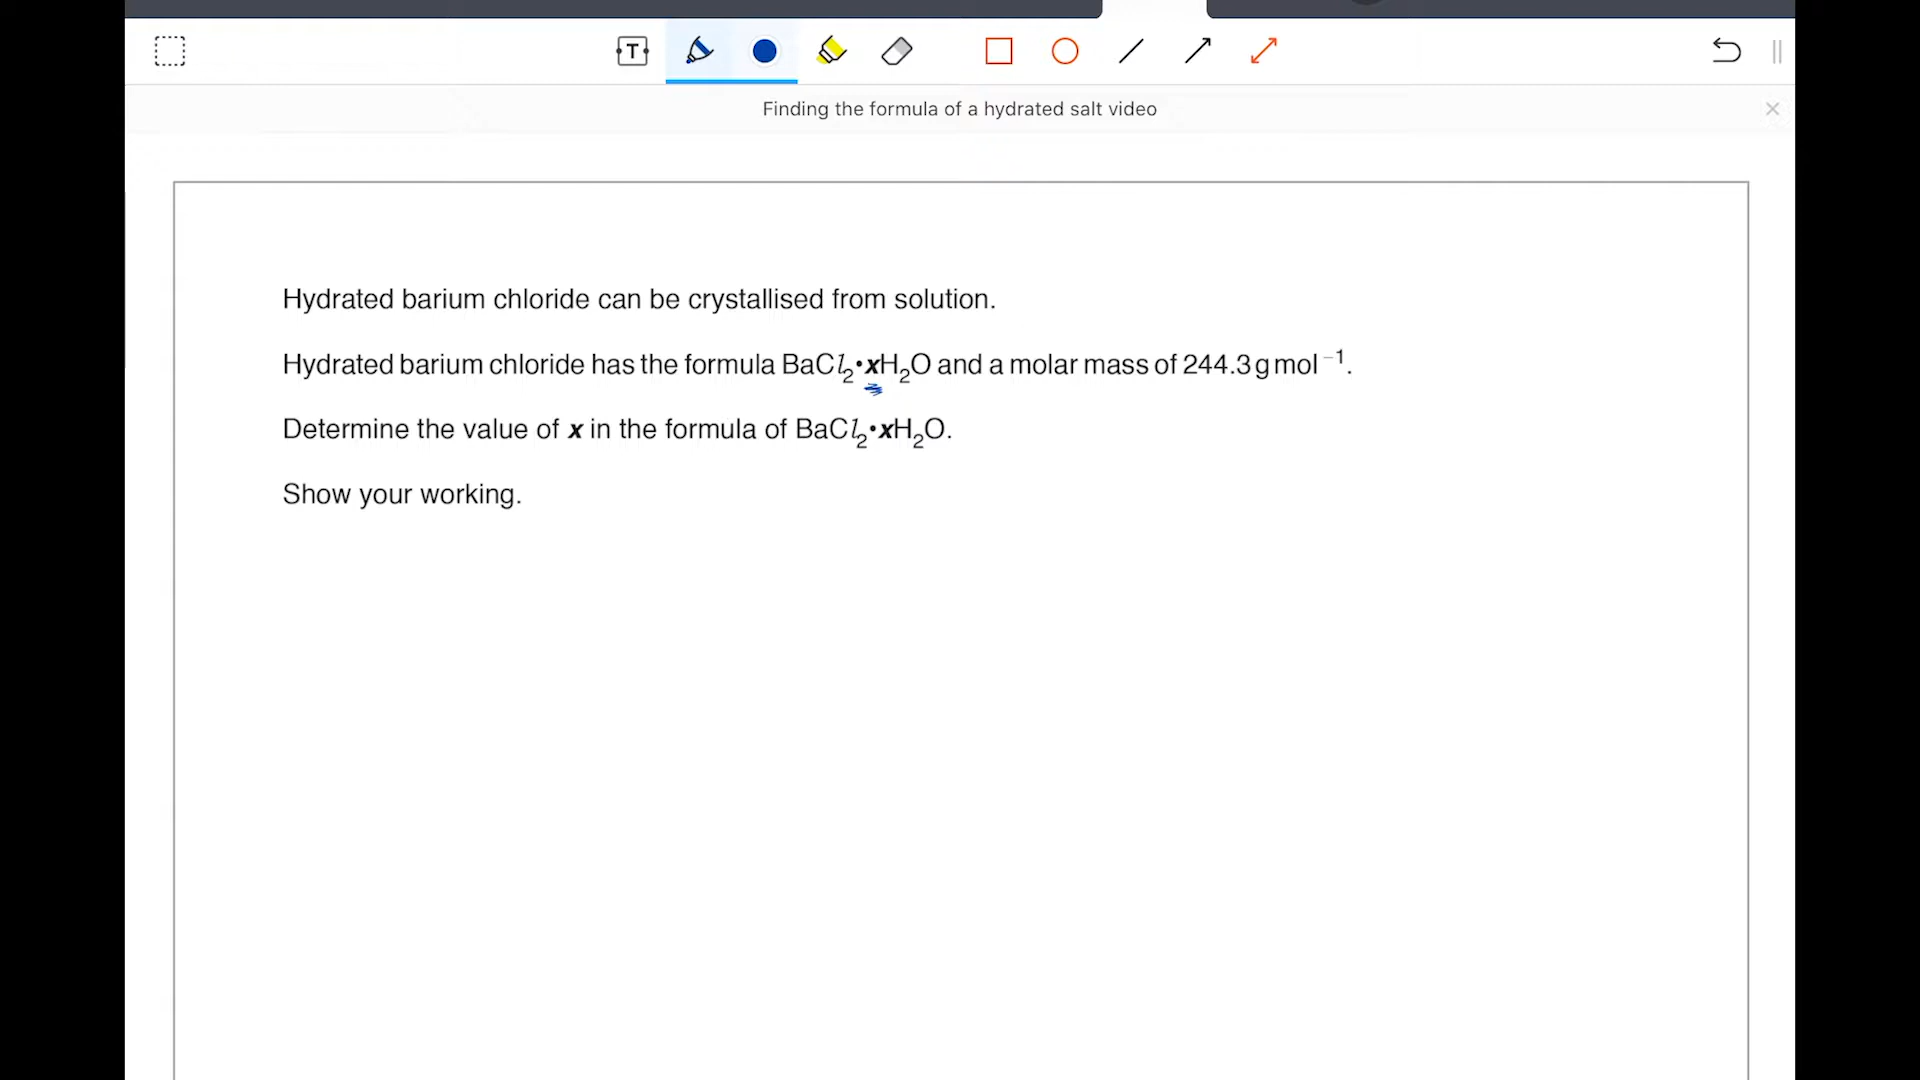 T
Finding the formula of a hydrated salt video
Hydrated barium chloride can be crystallised from solution.
Hydrated barium chloride has the formula BaCl₂•xH₂O and a molar mass of 244.3 g mol⁻¹.
Determine the value of x in the formula of BaCl₂•xH₂O.
Show your working.